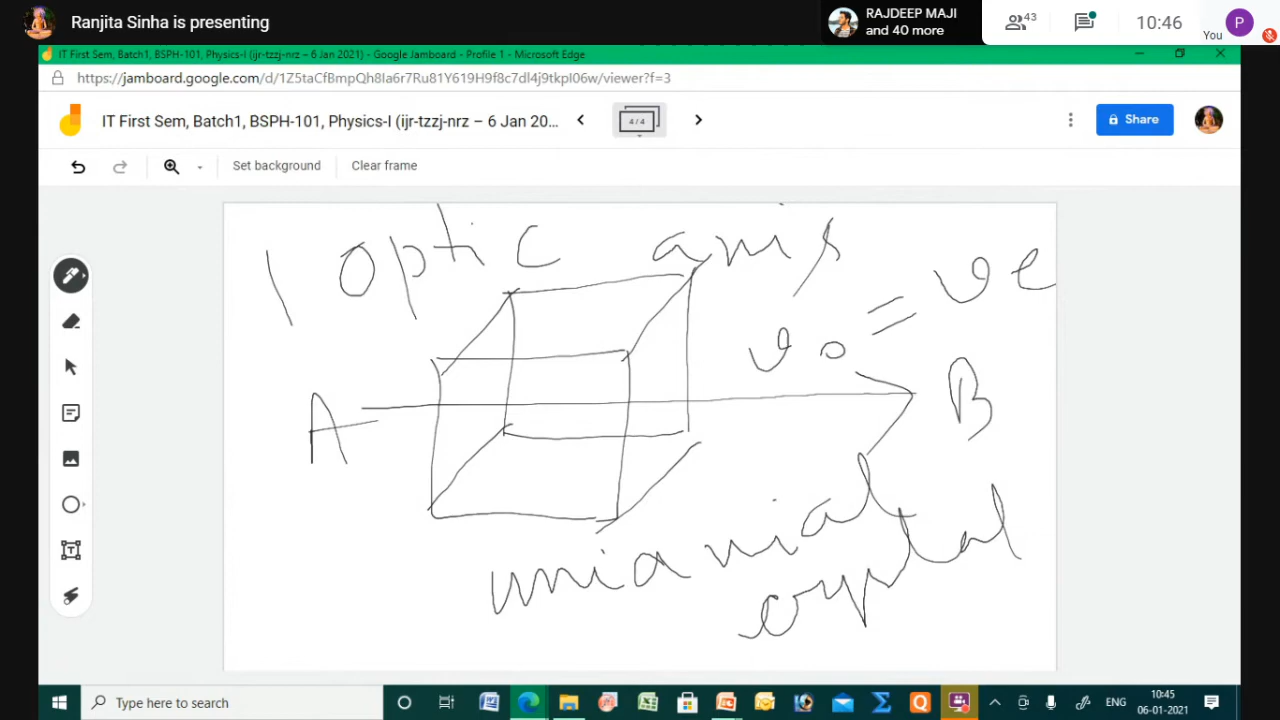 Ranjita Sinha is presenting
RAJDEEP MAJI
and 40 more
43
10:46
You
P
IT First Sem, Batch1, BSPH-101, Physics-I (ijr-tzzj-nrz – 6 Jan 2021) - Google Jamboard - Profile 1 - Microsoft Edge
https://jamboard.google.com/d/1Z5taCfBmpQh8Ia6r7Ru81Y619H9f8c7dl4j9tkpI06w/viewer?f=3
IT First Sem, Batch1, BSPH-101, Physics-I (ijr-tzzj-nrz – 6 Jan 20...
4/4
Share
Set background
Clear frame
1 optic axis
vo = ve
A
B
uniaxial
crystal
Type here to search
ENG
10:45
06-01-2021